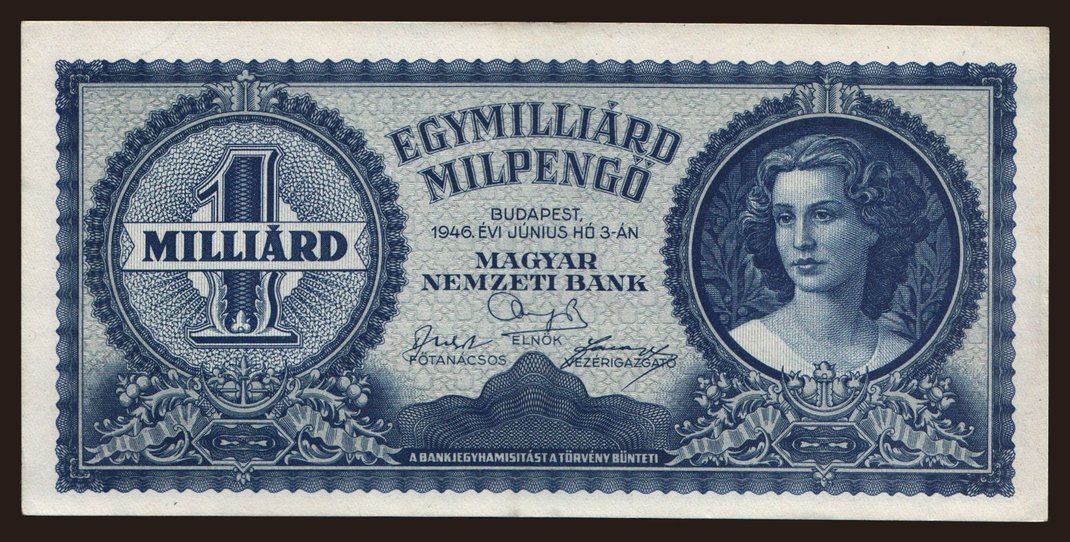 1
MILLIÁRD
EGYMILLIÁRD
MILPENGŐ
BUDAPEST,
1946. ÉVI JÚNIUS HÓ 3-ÁN
MAGYAR
NEMZETI BANK
ELNÖK
FŐTANÁCSOS
VEZÉRIGAZGATÓ
A BANKJEGYHAMISITÁST A TÖRVÉNY BÜNTETI